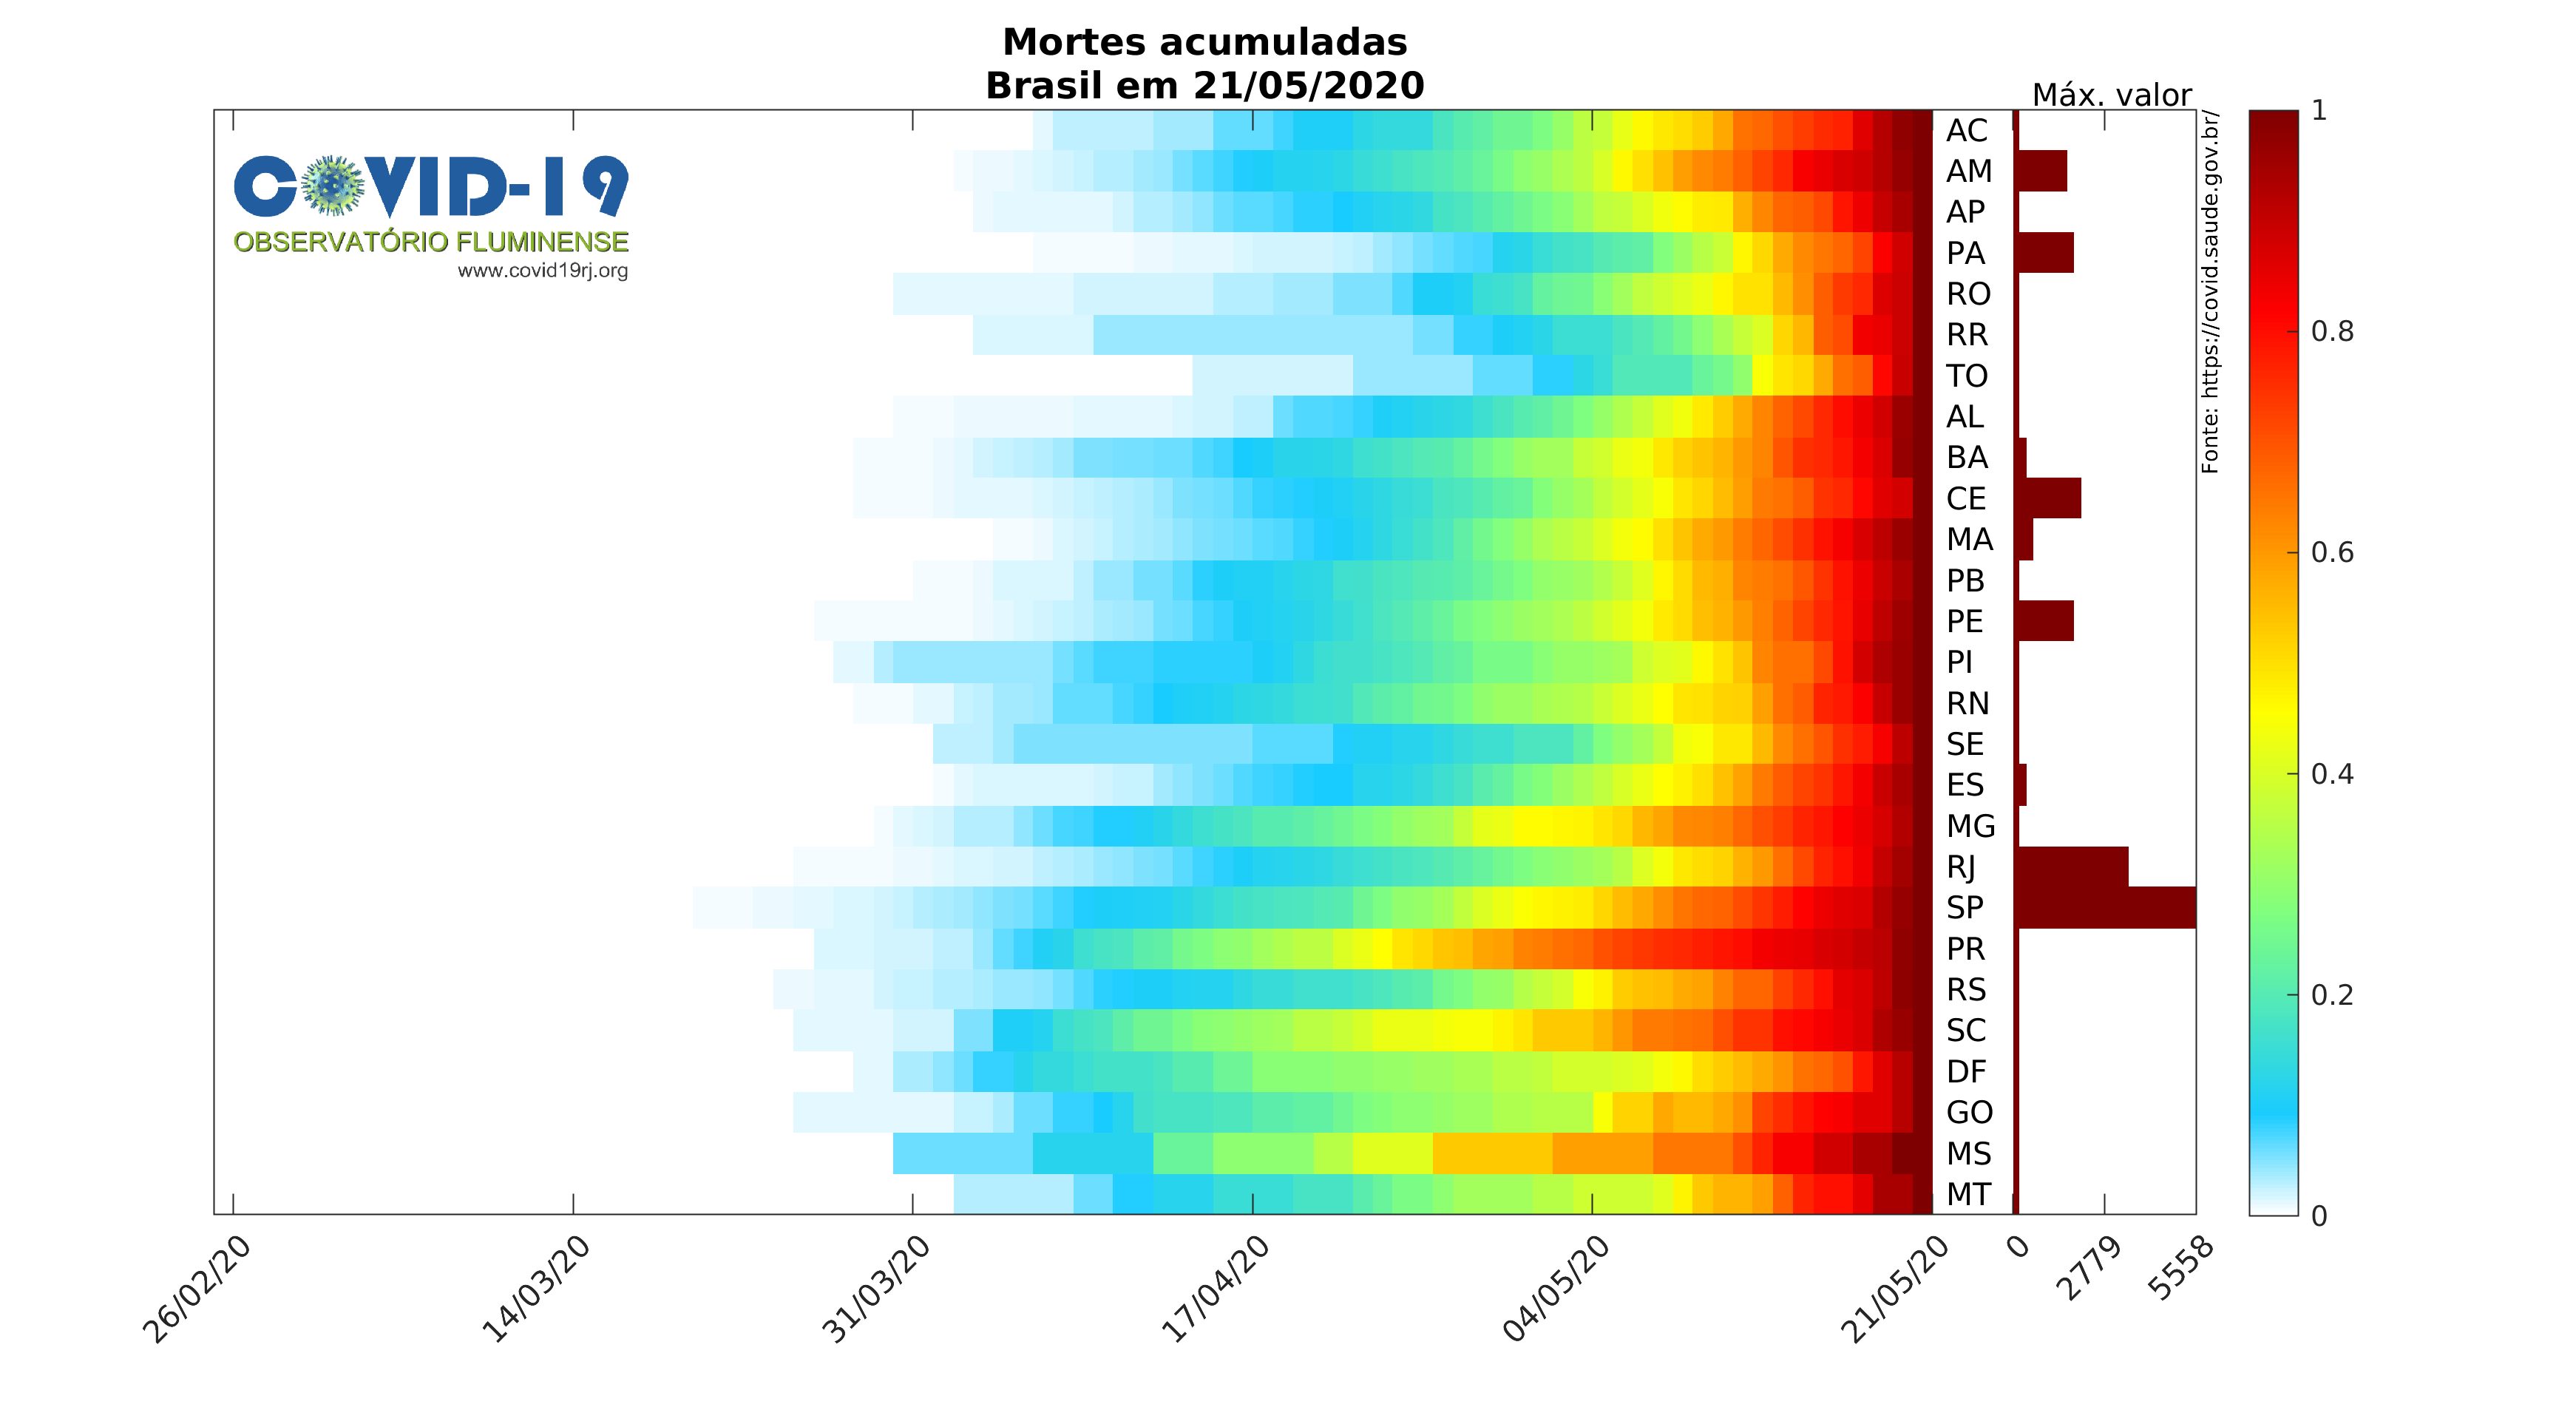 Mortes acumuladas
Brasil em 21/05/2020
Máx. valor
COVID-19
OBSERVATÓRIO FLUMINENSE
www.covid19rj.org
AC
AM
AP
PA
RO
RR
TO
AL
BA
CE
MA
PB
PE
PI
RN
SE
ES
MG
RJ
SP
PR
RS
SC
DF
GO
MS
MT
Fonte: https://covid.saude.gov.br/
1
0.8
0.6
0.4
0.2
0
26/02/20
14/03/20
31/03/20
17/04/20
04/05/20
21/05/20
0
2779
5558